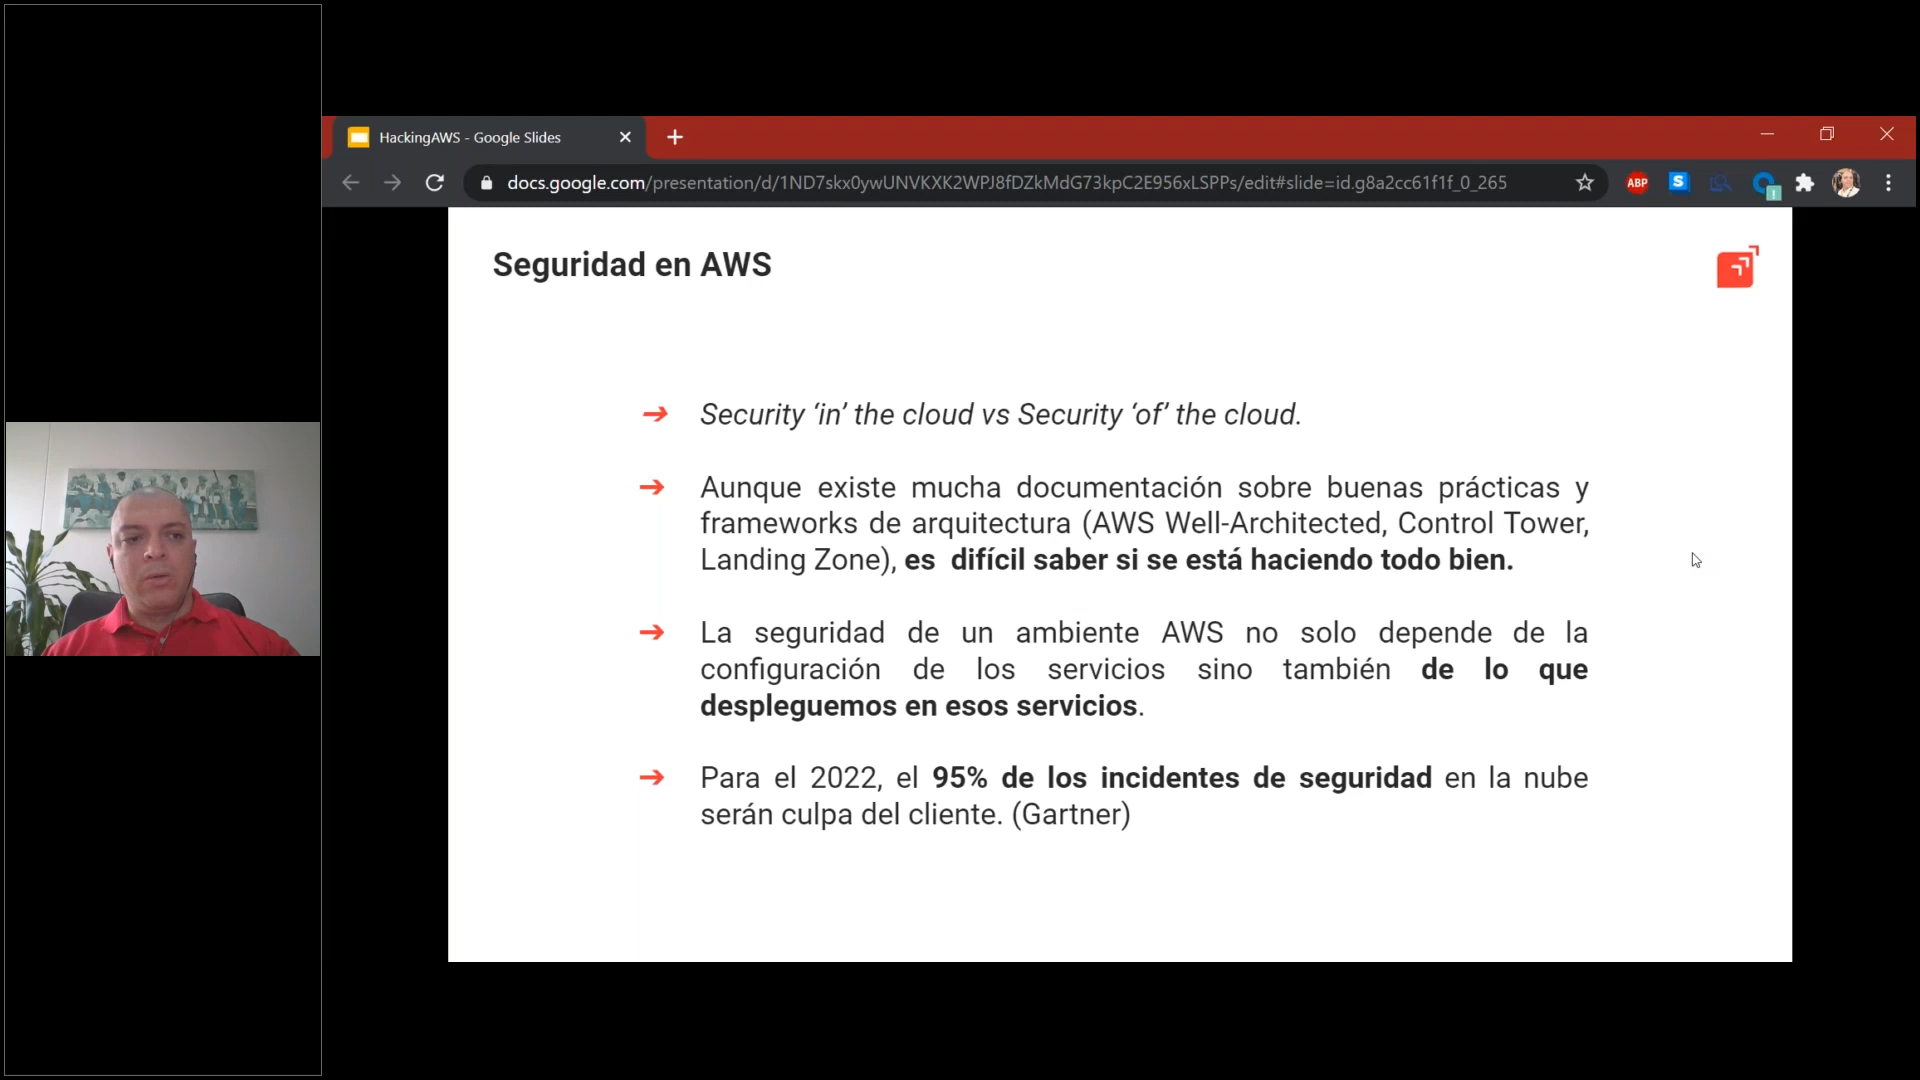 HackingAWS - Google Slides
docs.google.com/presentation/d/1ND7skx0ywUNVKXK2WPJ8fDZkMdG73kpC2E956xLSPPs/edit#slide=id.g8a2cc61f1f_0_265
ABP
S
Seguridad en AWS
➔ Security ‘in’ the cloud vs Security ‘of’ the cloud.
➔ Aunque existe mucha documentación sobre buenas prácticas y
frameworks de arquitectura (AWS Well-Architected, Control Tower,
Landing Zone), es difícil saber si se está haciendo todo bien.
➔ La seguridad de un ambiente AWS no solo depende de la
configuración de los servicios sino también de lo que
despleguemos en esos servicios.
➔ Para el 2022, el 95% de los incidentes de seguridad en la nube
serán culpa del cliente. (Gartner)